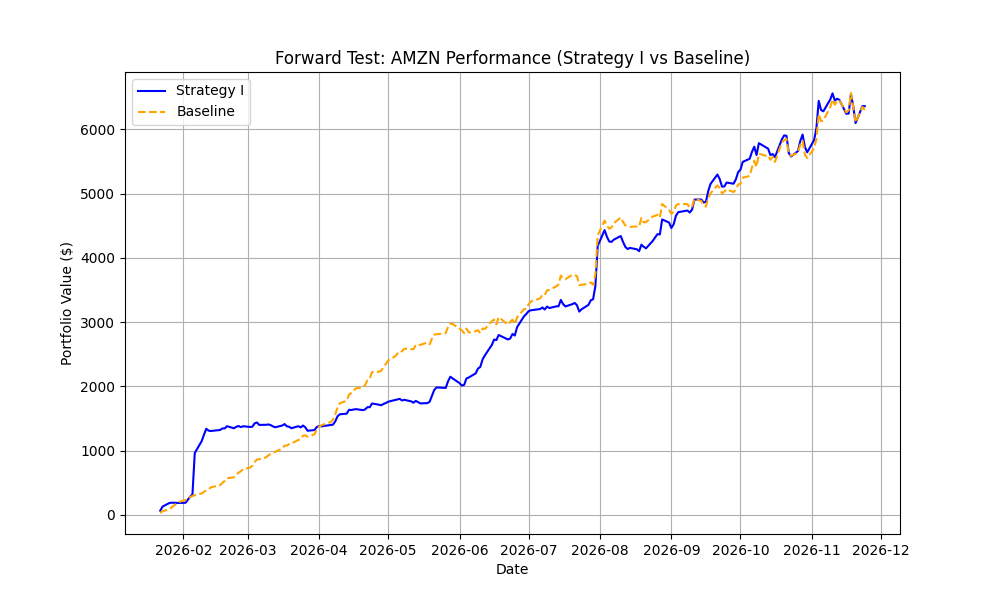 Forward Test: AMZN Performance (Strategy I vs Baseline)
Strategy I
Baseline
Portfolio Value ($)
6000
5000
4000
3000
2000
1000
0
2026-02 2026-03 2026-04 2026-05 2026-06 2026-07 2026-08 2026-09 2026-10 2026-11 2026-12
Date